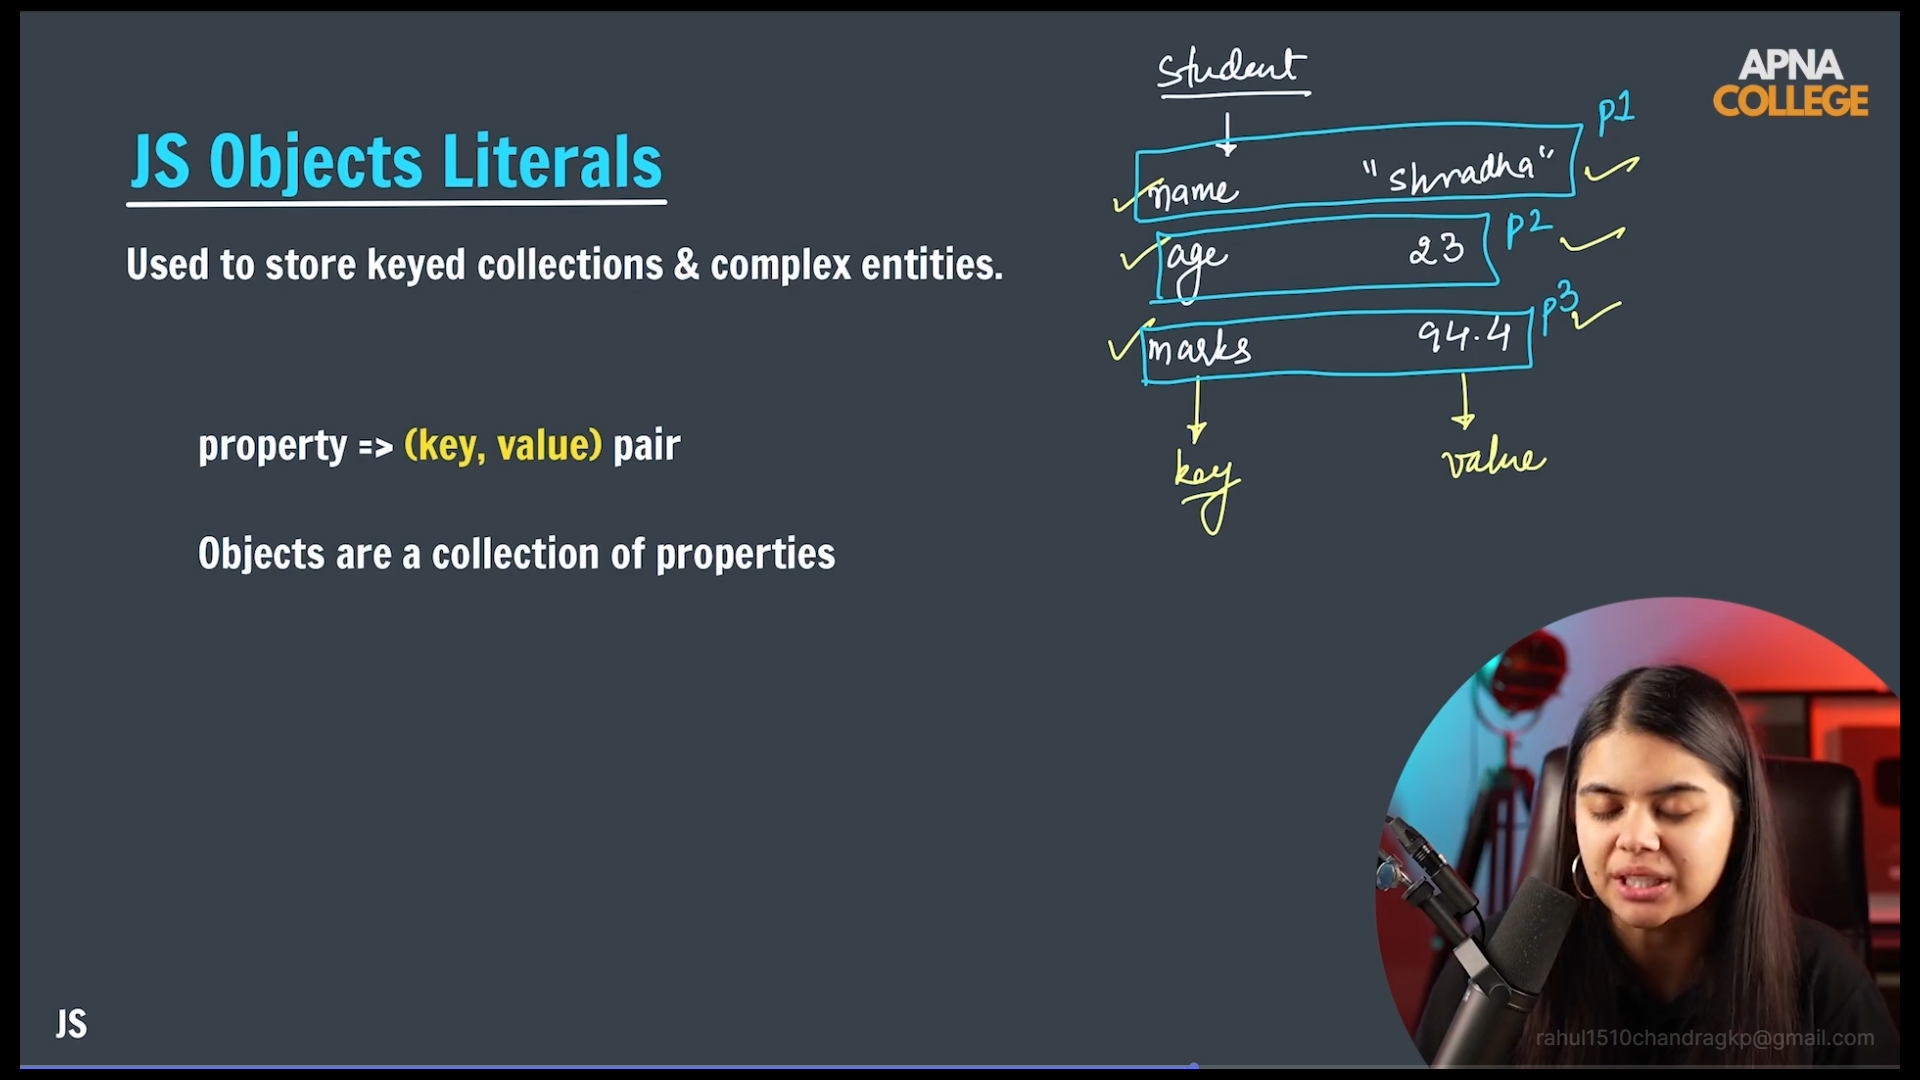 student
APNA
COLLEGE
JS Objects Literals
Used to store keyed collections & complex entities.
name "shradha" p1
age 23 p2
marks 94.4 p3
key value
property => (key, value) pair
Objects are a collection of properties
JS
rahul1510chandragkp@gmail.com